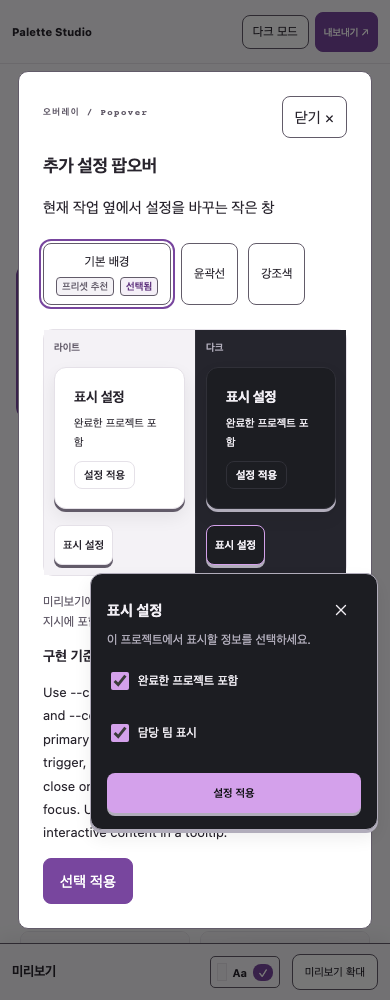 Palette Studio
다크 모드
내보내기 ↗
오버레이 / Popover
닫기 ×
추가 설정 팝오버
현재 작업 옆에서 설정을 바꾸는 작은 창
기본 배경
프리셋 추천
선택됨
윤곽선
강조색
라이트
표시 설정
완료한 프로젝트 포
함
설정 적용
표시 설정
다크
표시 설정
완료한 프로젝트 포
함
설정 적용
표시 설정
미리보기에
지시에 포
구현 기준
Use --c
and --c
primary
trigger,
close or
focus. U
interactive content in a tooltip.
표시 설정
×
이 프로젝트에서 표시할 정보를 선택하세요.
완료한 프로젝트 포함
담당 팀 표시
설정 적용
선택 적용
미리보기
Aa
미리보기 확대